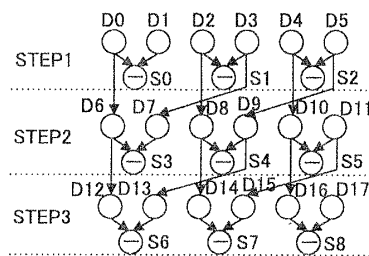 D0 D1 D2 D3 D4 D5
STEP1
S0 S1 S2
D6 D7 D8 D9 D10 D11
STEP2
S3 S4 S5
D12 D13 D14 D15 D16 D17
STEP3
S6 S7 S8